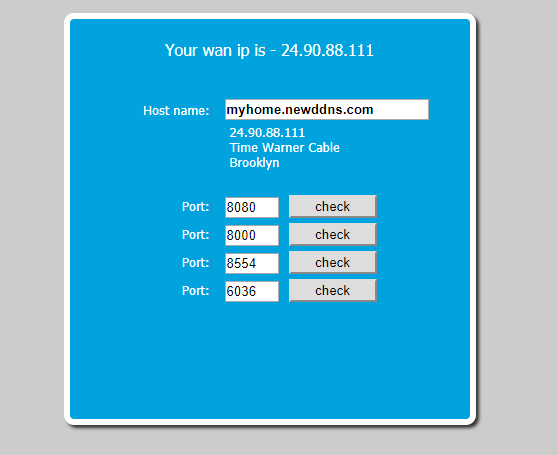 Your wan ip is - 24.90.88.111
Host name: myhome.newddns.com
24.90.88.111
Time Warner Cable
Brooklyn
Port: 8080 check
Port: 8000 check
Port: 8554 check
Port: 6036 check